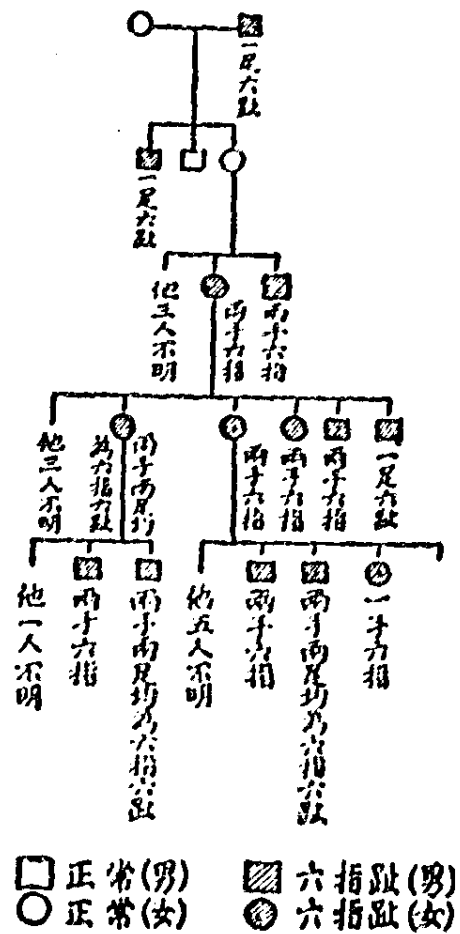 一足六趾
一足六趾
他三人不明
兩手六指
兩手六指
他三人不明
兩手兩足均
為六指六趾
兩手六指
兩手六指
兩手六指
一足六趾
他一人不明
兩手六指
兩手兩足均為六指六趾
他五人不明
兩手六指
兩手兩足均為六指六趾
一手六指
正常(男)
六指趾(男)
正常(女)
六指趾(女)